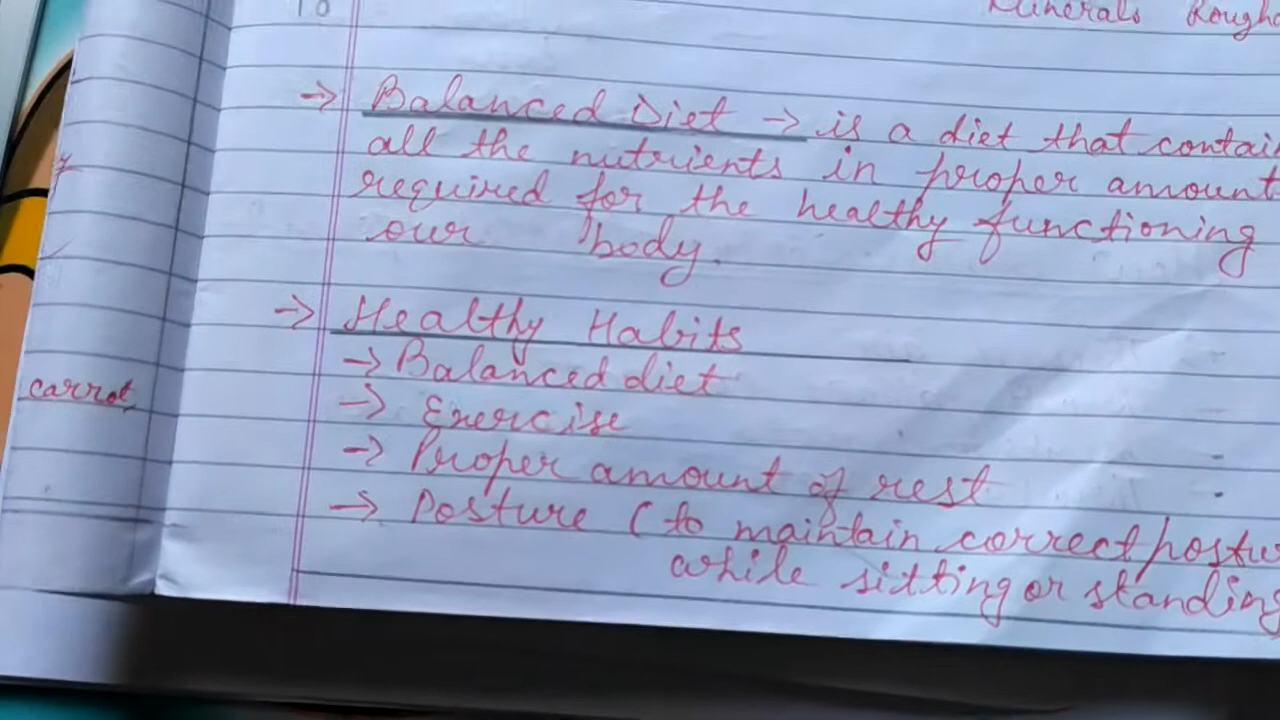 Minerals Rougha
→ Balanced Diet → is a diet that contain
all the nutrients in proper amount
required for the healthy functioning
our body.
→ Healthy Habits
→ Balanced diet
→ Exercise
→ Proper amount of rest
→ Posture ( to maintain correct postu
while sitting or standing
carrot